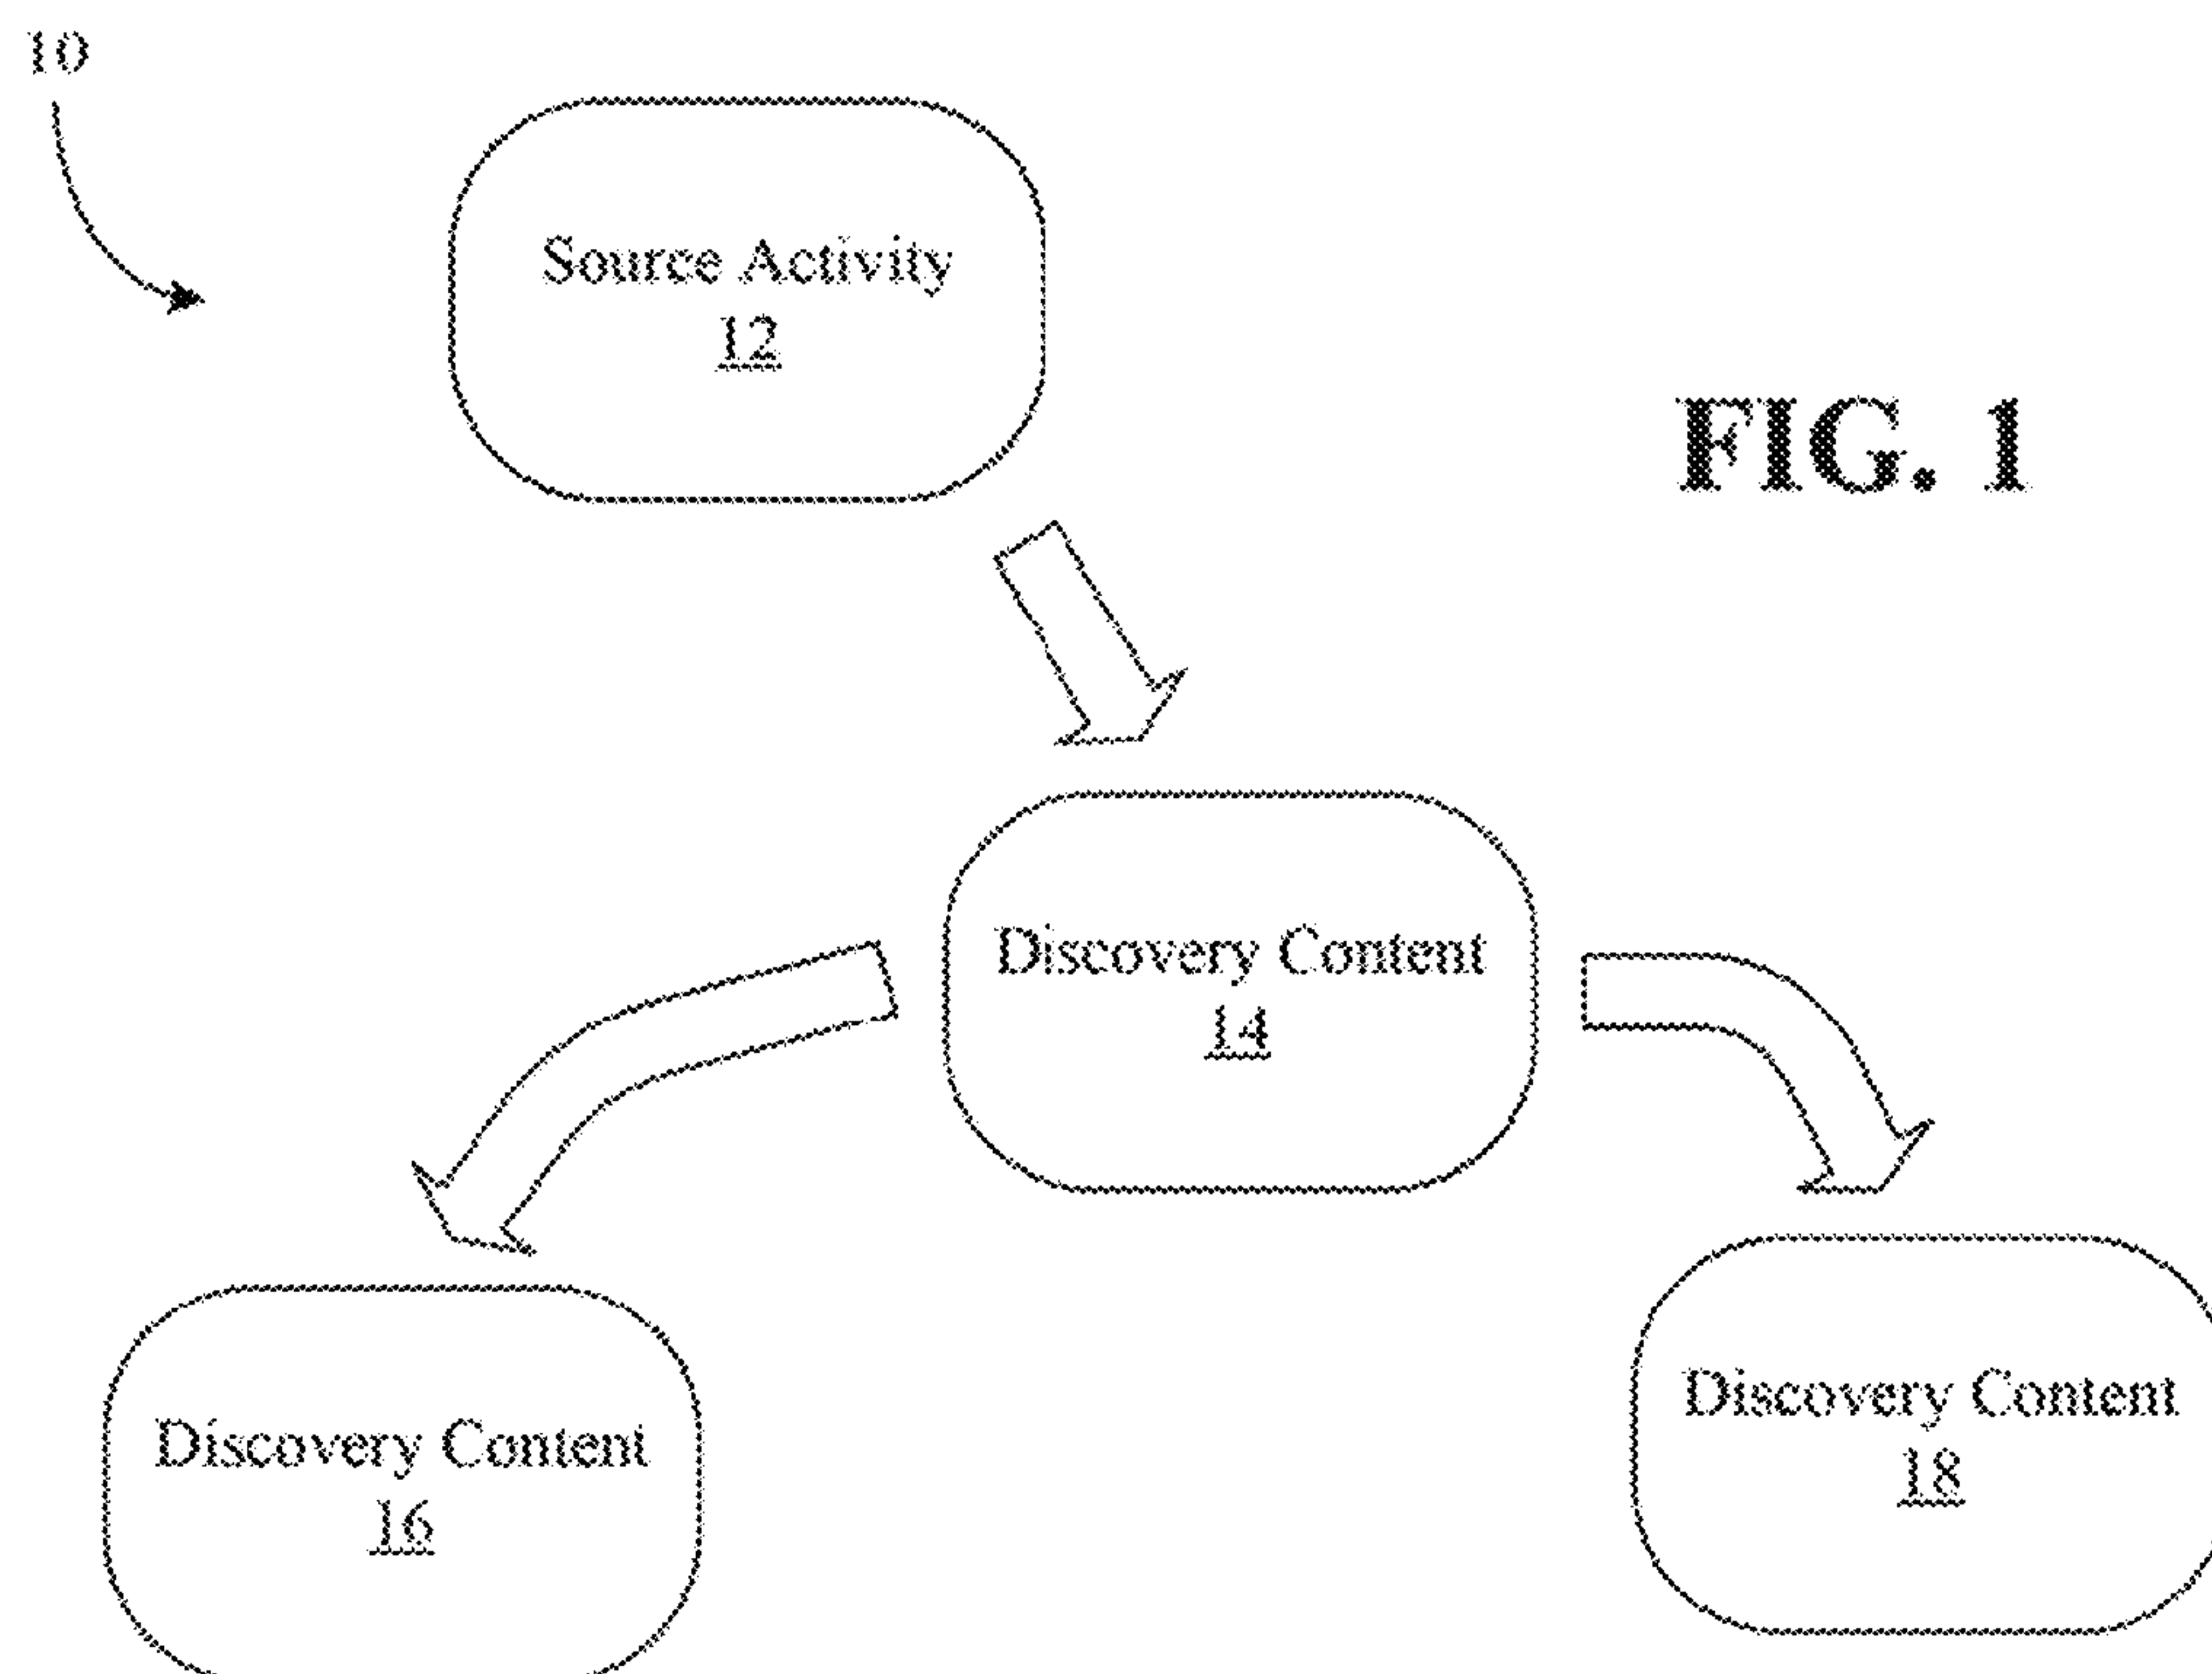 10
Source Activity
12
FIG. 1
Discovery Content
14
Discovery Content
16
Discovery Content
18